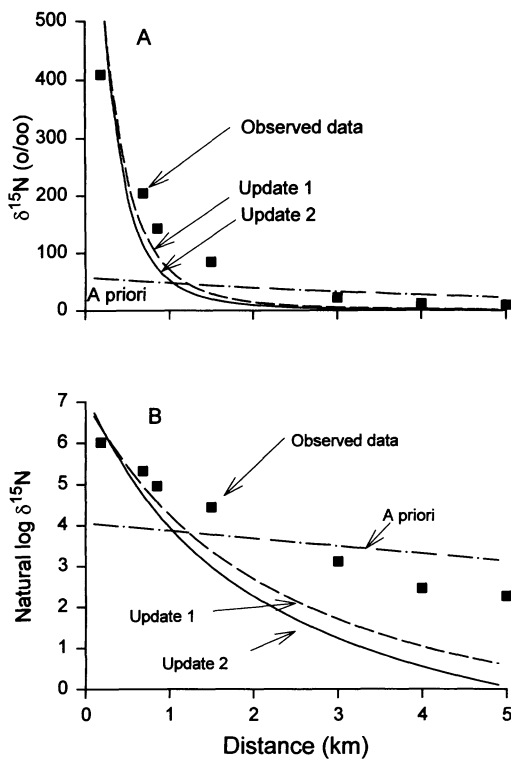 500
400
300
200
100
0
δ15N (o/oo)
A
Observed data
Update 1
Update 2
A priori
7
6
5
4
3
2
1
0
Natural log δ15N
B
Observed data
A priori
Update 1
Update 2
0 1 2 3 4 5
Distance (km)